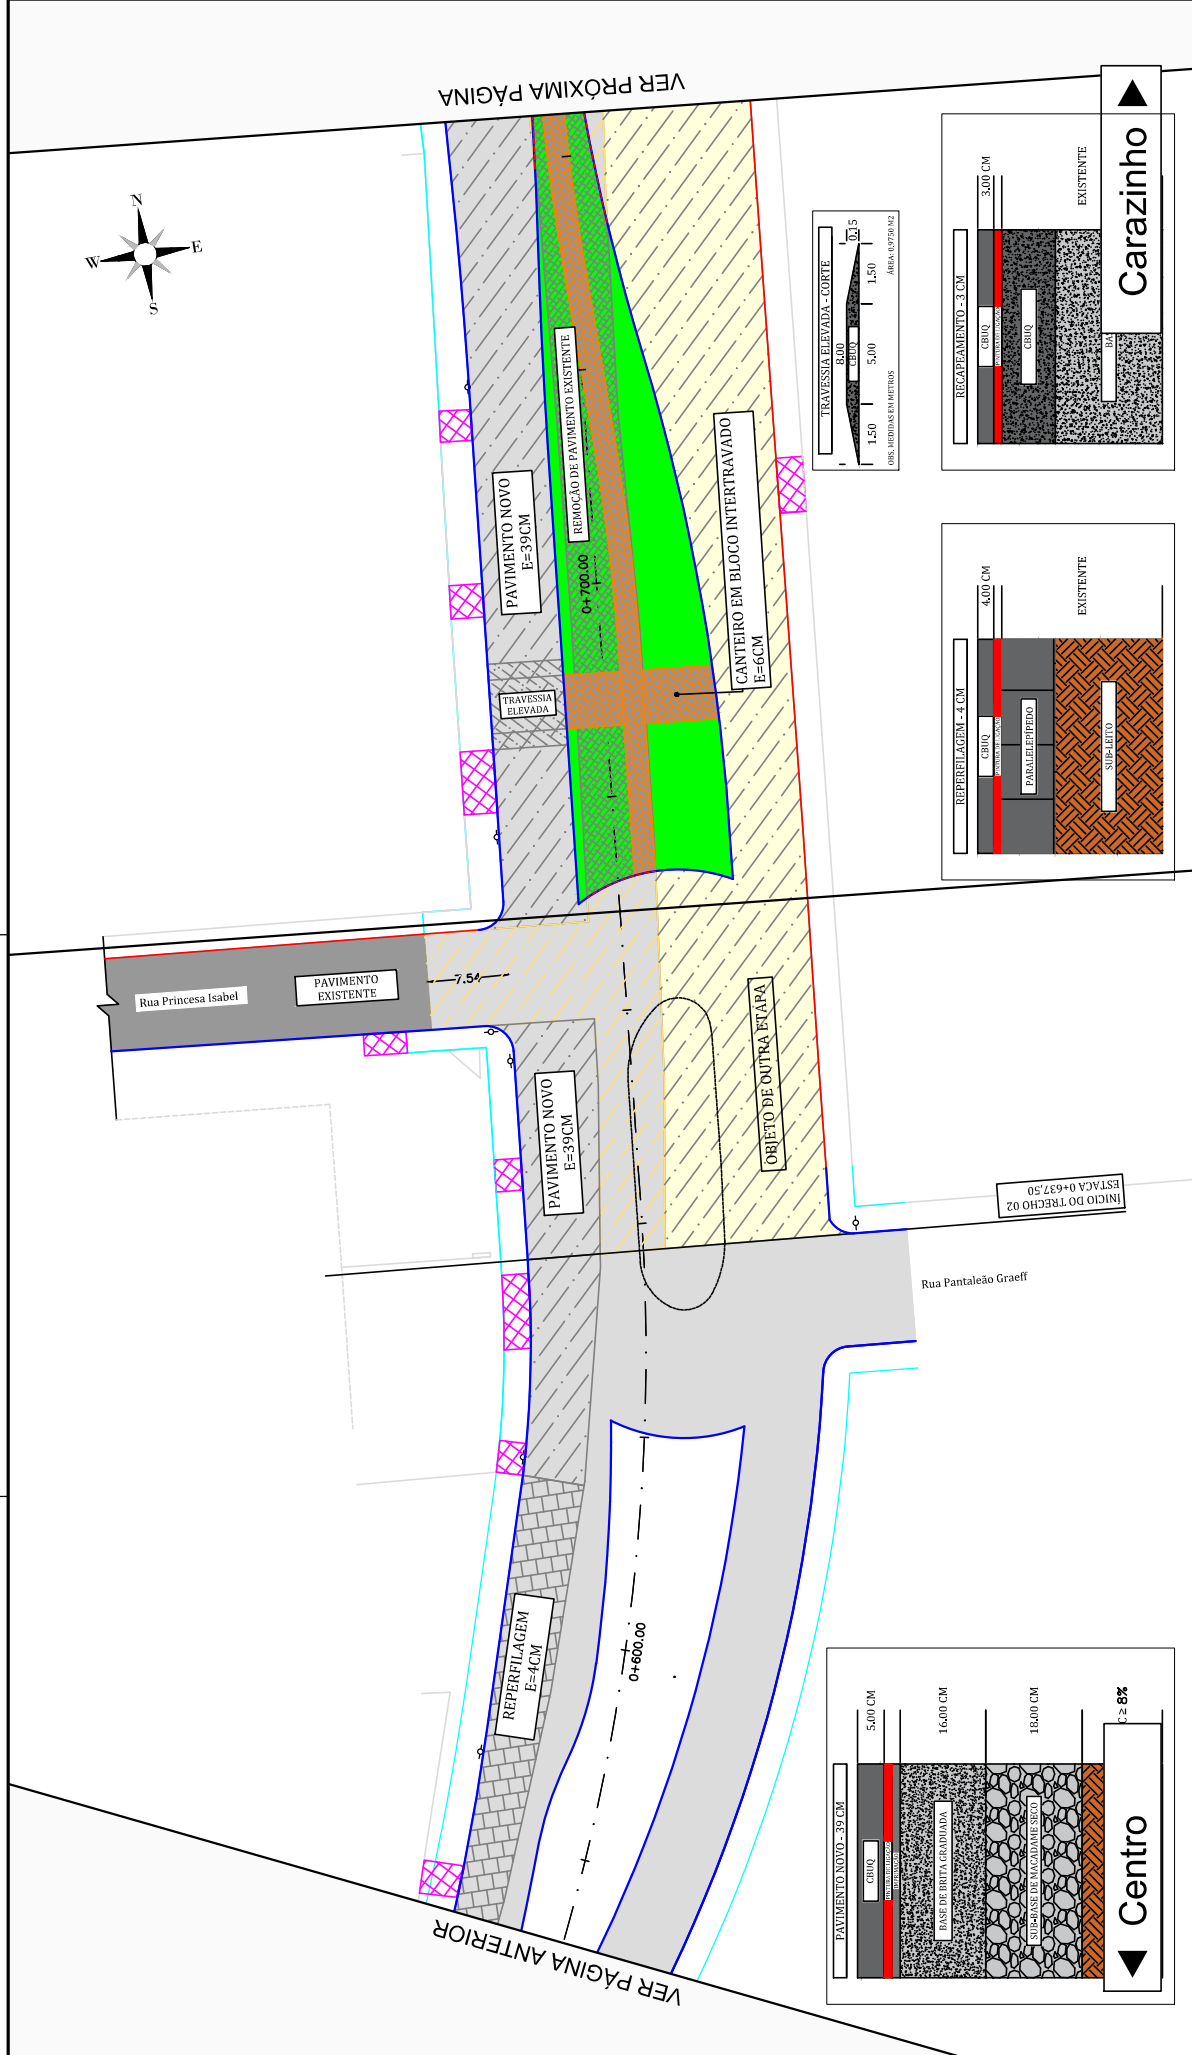 VER PRÓXIMA PÁGINA
N
W
E
S
Carazinho
RECAPEAMENTO - 3 CM
3.00 CM
CBUQ
CBUQ
BA
EXISTENTE
TRAVESSIA ELEVADA - CORTE
8.00
0.15
CBUQ
1.50
5.00
1.50
OBS. MEDIDAS EM METROS
ÁREA: 0.9750 M2
REMOÇÃO DE PAVIMENTO EXISTENTE
PAVIMENTO NOVO
E=39CM
0+700.00
CANTEIRO EM BLOCO INTERTRAVADO
E=6CM
TRAVESSIA
ELEVADA
REPERFILAGEM - 4 CM
4.00 CM
CBUQ
PINTURA DE LIGAÇÃO
PARALELEPÍPEDO
SUB-LEITO
EXISTENTE
Rua Princesa Isabel
PAVIMENTO
EXISTENTE
7.54
PAVIMENTO NOVO
E=39CM
OBJETO DE OUTRA ETAPA
ÍNICIO DO TRECHO 02
ESTACA 0+637,50
Rua Pantaleão Graeff
REPERFILAGEM
E=4CM
0+600.00
PAVIMENTO NOVO - 39 CM
5.00 CM
16.00 CM
18.00 CM
C ≥ 8%
CBUQ
BASE DE BRITA GRADUADA
SUB-BASE DE MACADAME SECO
Centro
VER PÁGINA ANTERIOR